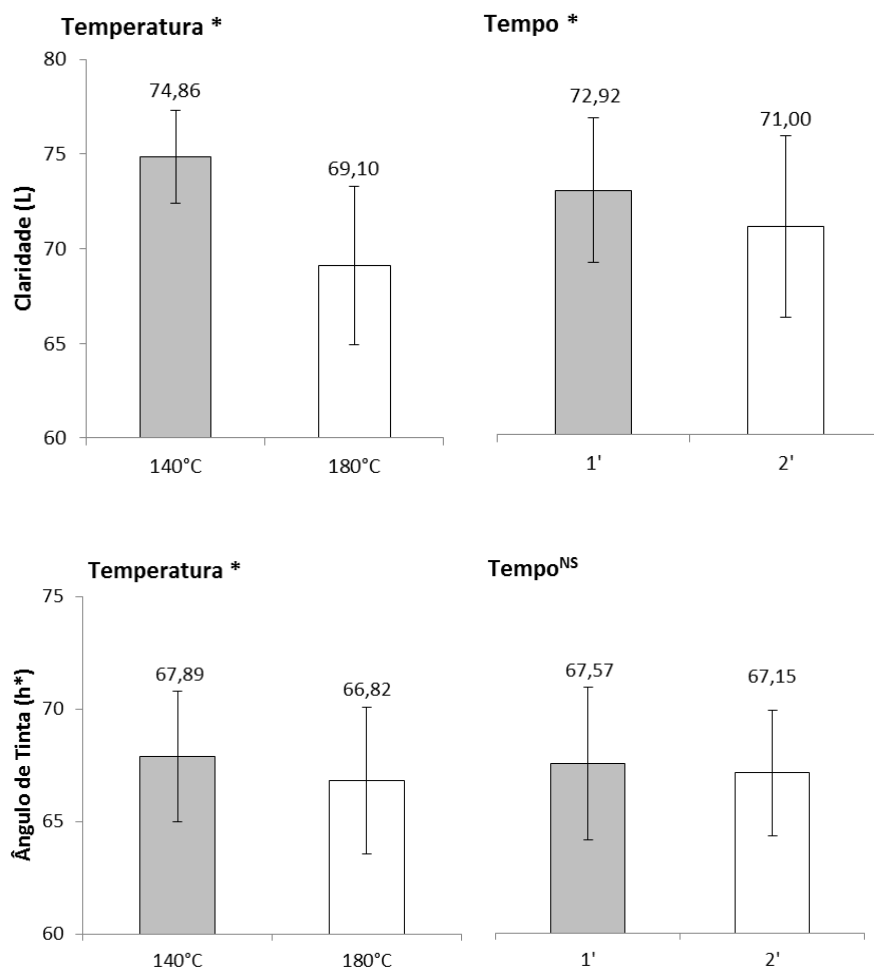 Temperatura *
Tempo *
Claridade (L)
80
75
70
65
60
74,86
69,10
72,92
71,00
140°C
180°C
1'
2'
Temperatura *
Tempo^NS
Ângulo de Tinta (h*)
75
70
65
60
67,89
66,82
67,57
67,15
140°C
180°C
1'
2'